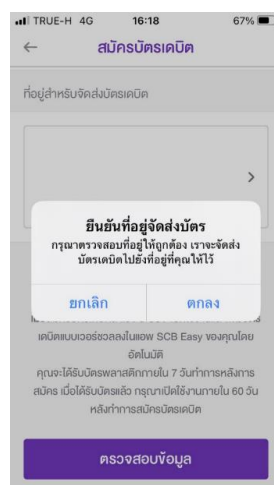 TRUE-H 4G 16:18 67%
สมัครบัตรเดบิต
ที่อยู่สำหรับจัดส่งบัตรเดบิต
ยืนยันที่อยู่จัดส่งบัตร
กรุณาตรวจสอบที่อยู่ให้ถูกต้อง เราจะจัดส่ง
บัตรเดบิตไปยังที่อยู่ที่คุณให้ไว้
ยกเลิก ตกลง
เดบิตแบบเวอร์ชวลลงในแอพ SCB Easy ของคุณโดย
อัตโนมัติ
คุณจะได้รับบัตรพลาสติกภายใน 7 วันทำการหลังการ
สมัคร เมื่อได้รับบัตรแล้ว กรุณาเปิดใช้งานภายใน 60 วัน
หลังทำการสมัครบัตรเดบิต
ตรวจสอบข้อมูล